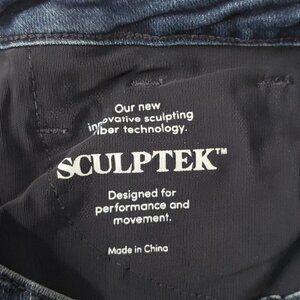 Our new
innovative sculpting
fiber technology.
SCULPTEK™
Designed for
performance and
movement.
Made in China